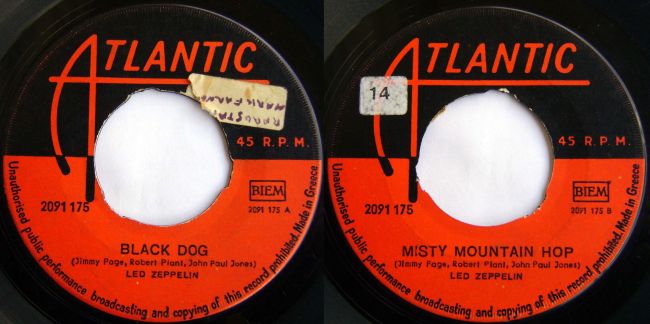 ATLANTIC
45 R.P.M.
BIEM
2091 175
2091 175 A
BLACK DOG
(Jimmy Page, Robert Plant, John Paul Jones)
LED ZEPPELIN
Unauthorised public performance broadcasting and copying of this record prohibited. Made in Greece
ATLANTIC
14
45 R.P.M.
BIEM
2091 175
2091 175 B
MISTY MOUNTAIN HOP
(Jimmy Page, Robert Plant, John Paul Jones)
LED ZEPPELIN
Unauthorised public performance broadcasting and copying of this record prohibited. Made in Greece